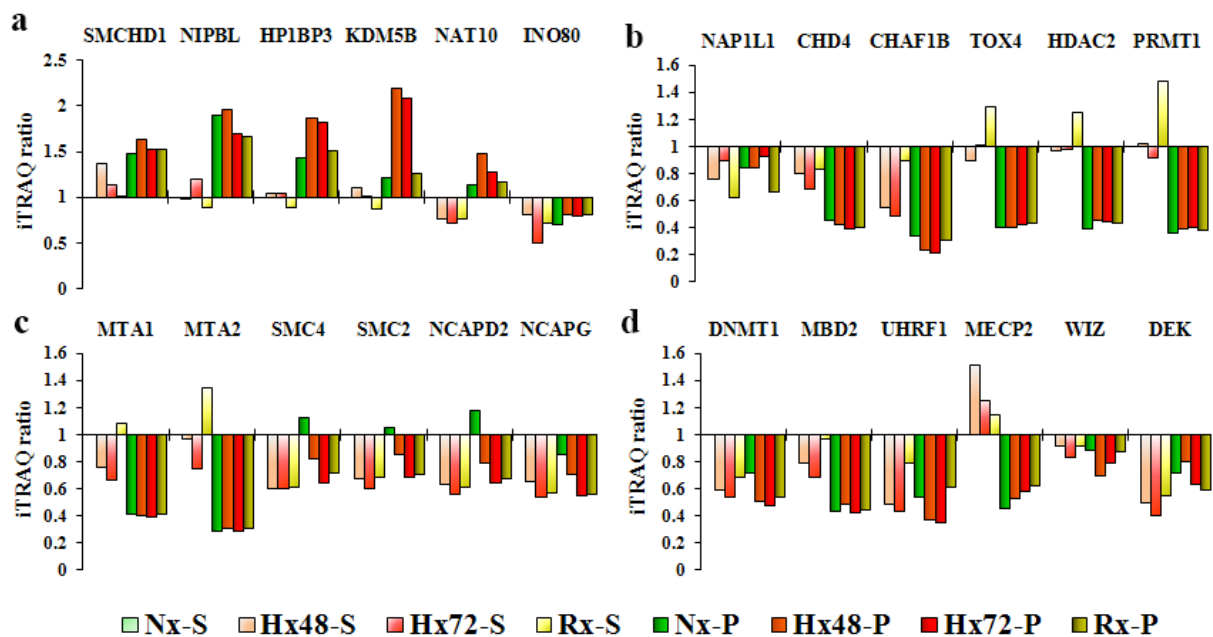 a
SMCHD1 NIPBL HP1BP3 KDM5B NAT10 INO80
iTRAQ ratio
2.5
2
1.5
1
0.5
0
b
NAP1L1 CHD4 CHAF1B TOX4 HDAC2 PRMT1
iTRAQ ratio
1.6
1.4
1.2
1
0.8
0.6
0.4
0.2
0
c
MTA1 MTA2 SMC4 SMC2 NCAPD2 NCAPG
iTRAQ ratio
1.6
1.4
1.2
1
0.8
0.6
0.4
0.2
0
d
DNMT1 MBD2 UHRF1 MECP2 WIZ DEK
iTRAQ ratio
1.6
1.4
1.2
1
0.8
0.6
0.4
0.2
0
Nx-S Hx48-S Hx72-S Rx-S Nx-P Hx48-P Hx72-P Rx-P